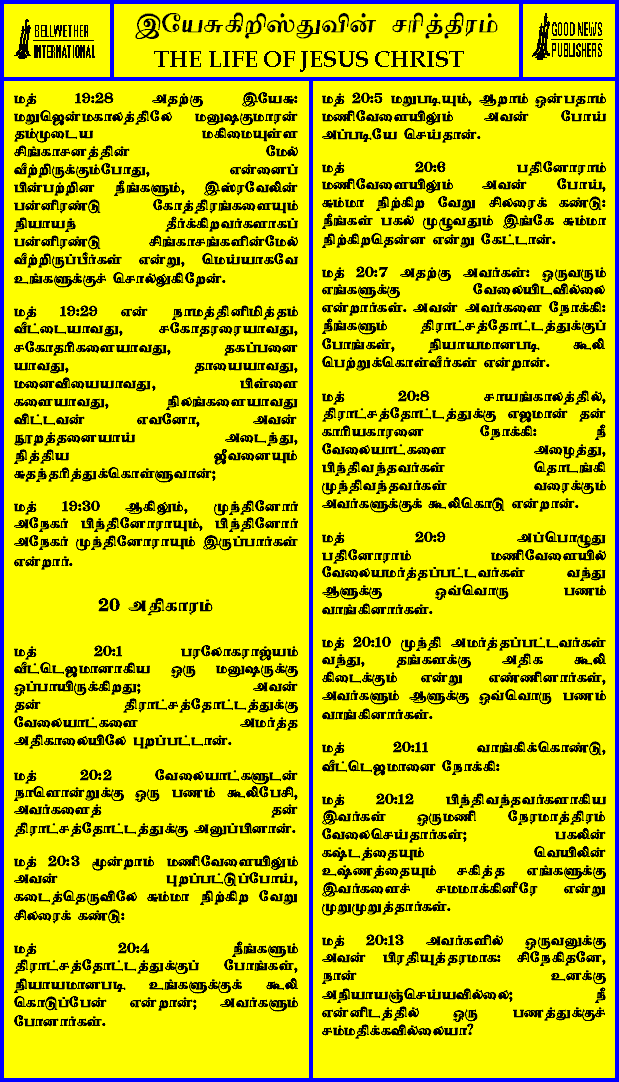 BELLWETHER
INTERNATIONAL
இயேசுகிறிஸ்துவின் சரித்திரம்
THE LIFE OF JESUS CHRIST
GOOD NEWS
PUBLISHERS
மத் 19:28 அதற்கு இயேசு:
மறுஜென்மகாலத்திலே மனுஷகுமாரன்
தம்முடைய மகிமையுள்ள
சிங்காசனத்தின் மேல்
வீற்றிருக்கும்போது, என்னைப்
பின்பற்றின நீங்களும், இஸ்ரவேலின்
பன்னிரண்டு கோத்திரங்களையும்
நியாயந் தீர்க்கிறவர்களாகப்
பன்னிரண்டு சிங்காசங்களின்மேல்
வீற்றிருப்பீர்கள் என்று, மெய்யாகவே
உங்களுக்குச் சொல்லுகிறேன்.
மத் 19:29 என் நாமத்தினிமித்தம்
வீட்டையாவது, சகோதரரையாவது,
சகோதரிகளையாவது, தகப்பனை
யாவது, தாயையாவது,
மனைவியையாவது, பிள்ளை
களையாவது, நிலங்களையாவது
விட்டவன் எவனோ, அவன்
நூறத்தனையாய் அடைந்து,
நித்திய ஜீவனையும்
சுதந்தரித்துக்கொள்ளுவான்;
மத் 19:30 ஆகிலும், முந்தினோர்
அநேகர் பிந்தினோராயும், பிந்தினோர்
அநேகர் முந்தினோராயும் இருப்பார்கள்
என்றார்.
20 அதிகாரம்
மத் 20:1 பரலோகராஜ்யம்
வீட்டெஜமானாகிய ஒரு மனுஷருக்கு
ஒப்பாயிருக்கிறது; அவன்
தன் திராட்சத்தோட்டத்துக்கு
வேலையாட்களை அமர்த்த
அதிகாலையிலே புறப்பட்டான்.
மத் 20:2 வேலையாட்களுடன்
நாளொன்றுக்கு ஒரு பணம் கூலிபேசி,
அவர்களைத் தன்
திராட்சத்தோட்டத்துக்கு அனுப்பினான்.
மத் 20:3 மூன்றாம் மணிவேளையிலும்
அவன் புறப்பட்டுப்போய்,
கடைத்தெருவிலே சும்மா நிற்கிற வேறு
சிலரைக் கண்டு:
மத் 20:4 நீங்களும்
திராட்சத்தோட்டத்துக்குப் போங்கள்,
நியாயமானபடி உங்களுக்குக் கூலி
கொடுப்பேன் என்றான்; அவர்களும்
போனார்கள்.
மத் 20:5 மறுபடியும், ஆறாம் ஒன்பதாம்
மணிவேளையிலும் அவன் போய்
அப்படியே செய்தான்.
மத் 20:6 பதினோராம்
மணிவேளையிலும் அவன் போய்,
சும்மா நிற்கிற வேறு சிலரைக் கண்டு:
நீங்கள் பகல் முழுவதும் இங்கே சும்மா
நிற்கிறதென்ன என்று கேட்டான்.
மத் 20:7 அதற்கு அவர்கள்: ஒருவரும்
எங்களுக்கு வேலையிடவில்லை
என்றார்கள். அவன் அவர்களை நோக்கி:
நீங்களும் திராட்சத்தோட்டத்துக்குப்
போங்கள், நியாயமானபடி கூலி
பெற்றுக்கொள்வீர்கள் என்றான்.
மத் 20:8 சாயங்காலத்தில்,
திராட்சத்தோட்டத்துக்கு எஜமான் தன்
காரியகாரனை நோக்கி: நீ
வேலையாட்களை அழைத்து,
பிந்திவந்தவர்கள் தொடங்கி
முந்திவந்தவர்கள் வரைக்கும்
அவர்களுக்குக் கூலிகொடு என்றான்.
மத் 20:9 அப்பொழுது
பதினோராம் மணிவேளையில்
வேலையமர்த்தப்பட்டவர்கள் வந்து
ஆளுக்கு ஒவ்வொரு பணம்
வாங்கினார்கள்.
மத் 20:10 முந்தி அமர்த்தப்பட்டவர்கள்
வந்து, தங்களக்கு அதிக கூலி
கிடைக்கும் என்று எண்ணினார்கள்,
அவர்களும் ஆளுக்கு ஒவ்வொரு பணம்
வாங்கினார்கள்.
மத் 20:11 வாங்கிக்கொண்டு,
வீட்டெஜமானை நோக்கி:
மத் 20:12 பிந்திவந்தவர்களாகிய
இவர்கள் ஒருமணி நேரமாத்திரம்
வேலைசெய்தார்கள்; பகலின்
கஷ்டத்தையும் வெயிலின்
உஷ்ணத்தையும் சகித்த எங்களுக்கு
இவர்களைச் சமமாக்கினீரே என்று
முறுமுறுத்தார்கள்.
மத் 20:13 அவர்களில் ஒருவனுக்கு
அவன் பிரதியுத்தரமாக: சிநேகிதனே,
நான் உனக்கு
அநியாயஞ்செய்யவில்லை; நீ
என்னிடத்தில் ஒரு பணத்துக்குச்
சம்மதிக்கவில்லையா?